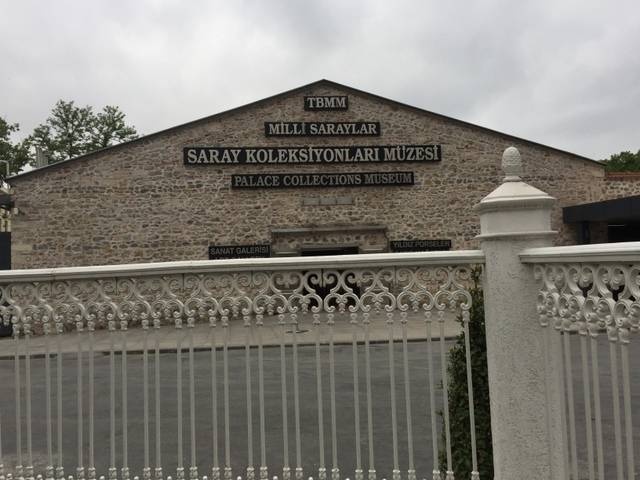 TBMM
MİLLİ SARAYLAR
SARAY KOLEKSİYONLARI MÜZESİ
PALACE COLLECTIONS MUSEUM
SANAT GALERİSİ
YILDIZ PORSELEN